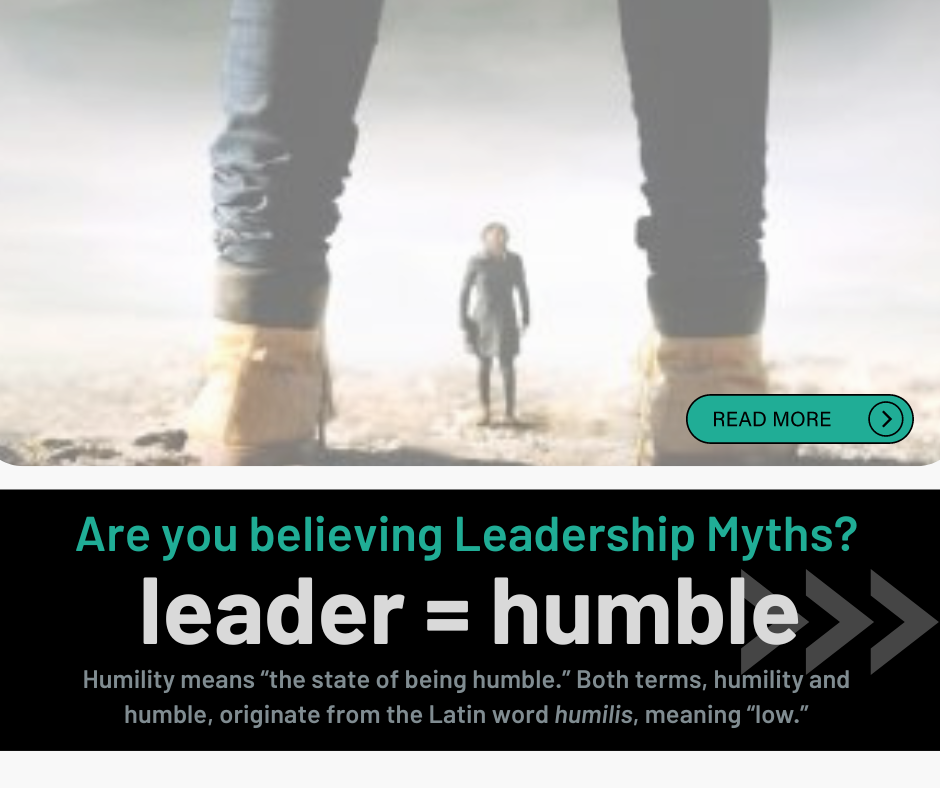 READ MORE
Are you believing Leadership Myths?
leader = humble
Humility means “the state of being humble.” Both terms, humility and
humble, originate from the Latin word humilis, meaning “low.”